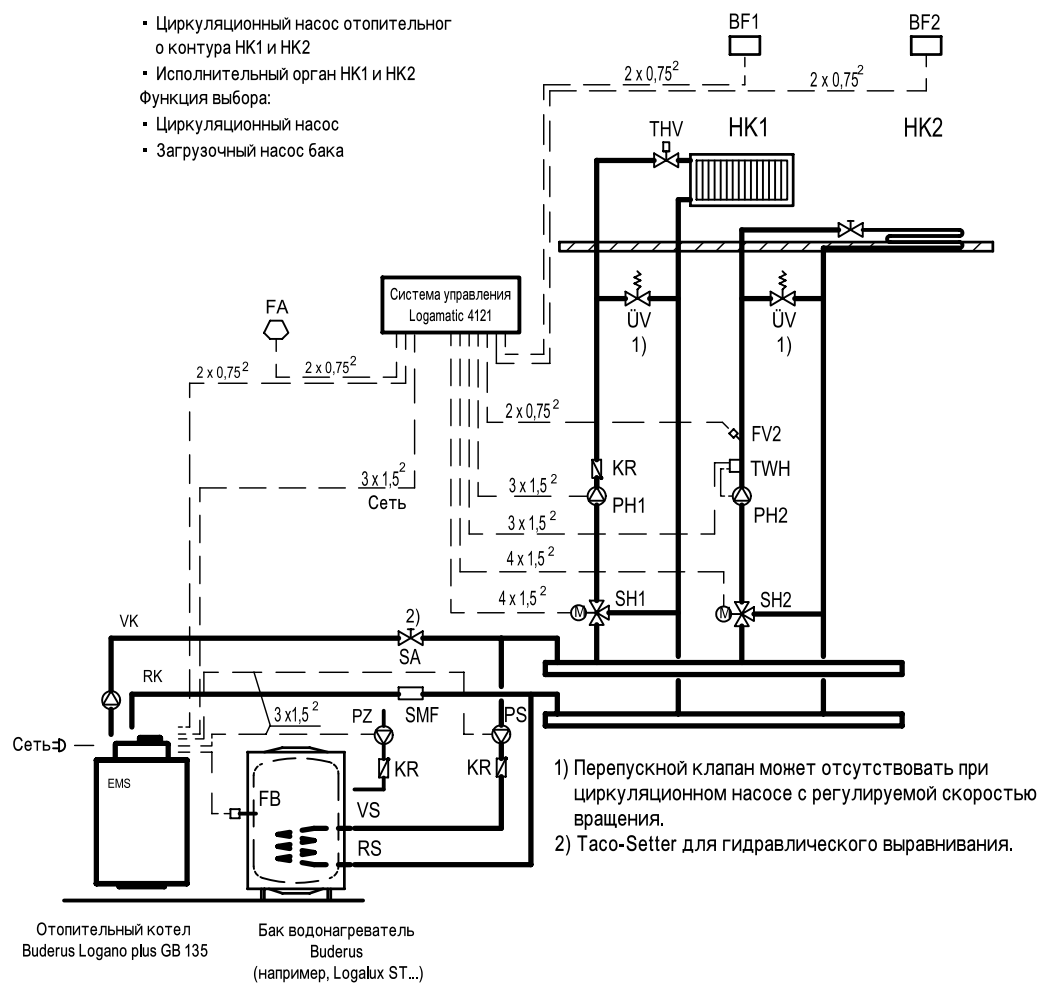 ▪ Циркуляционный насос отопительног
о контура НК1 и НК2
▪ Исполнительный орган НК1 и НК2
Функция выбора:
▪ Циркуляционный насос
▪ Загрузочный насос бака
BF1
BF2
2 x 0,75²
2 x 0,75²
THV
HK1
HK2
Система управления
Logamatic 4121
FA
ÜV
1)
ÜV
1)
2 x 0,75²
2 x 0,75²
2 x 0,75²
FV2
KR
TWH
3 x 1,5²
Сеть
3 x 1,5²
PH1
PH2
3 x 1,5²
4 x 1,5²
4 x 1,5²
M
SH1
M
SH2
VK
2)
SA
RK
3 x1,5²
PZ
SMF
PS
Сеть
EMS
KR
KR
FB
VS
RS
1) Перепускной клапан может отсутствовать при
циркуляционном насосе с регулируемой скоростью
вращения.
2) Taco-Setter для гидравлического выравнивания.
Отопительный котел
Buderus Logano plus GB 135
Бак водонагреватель
Buderus
(например, Logalux ST...)